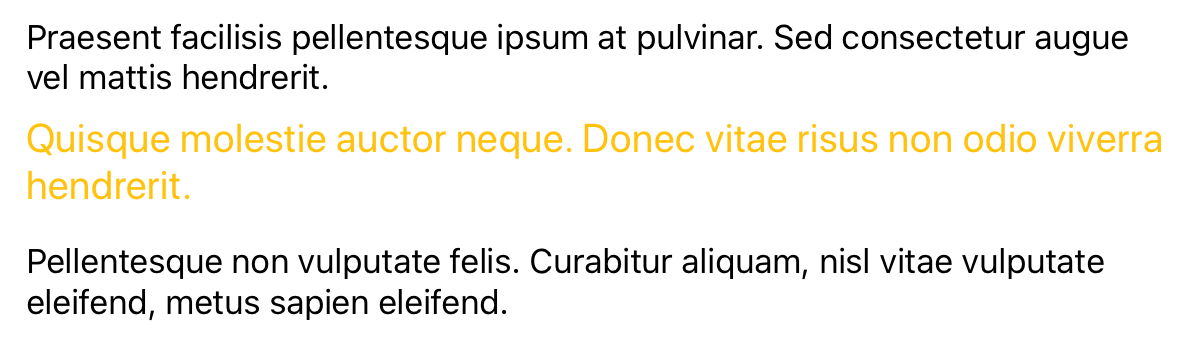 Praesent facilisis pellentesque ipsum at pulvinar. Sed consectetur augue
vel mattis hendrerit.
Quisque molestie auctor neque. Donec vitae risus non odio viverra
hendrerit.
Pellentesque non vulputate felis. Curabitur aliquam, nisl vitae vulputate
eleifend, metus sapien eleifend.